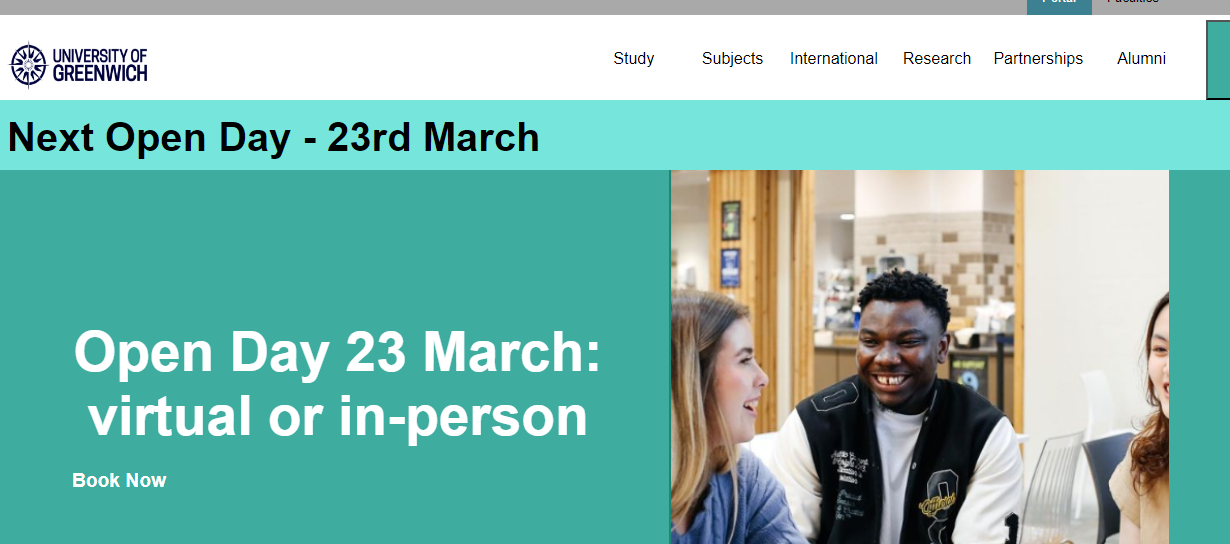 Portal Faculties
UNIVERSITY OF
GREENWICH
Study Subjects International Research Partnerships Alumni
Next Open Day - 23rd March
Open Day 23 March:
virtual or in-person
Book Now